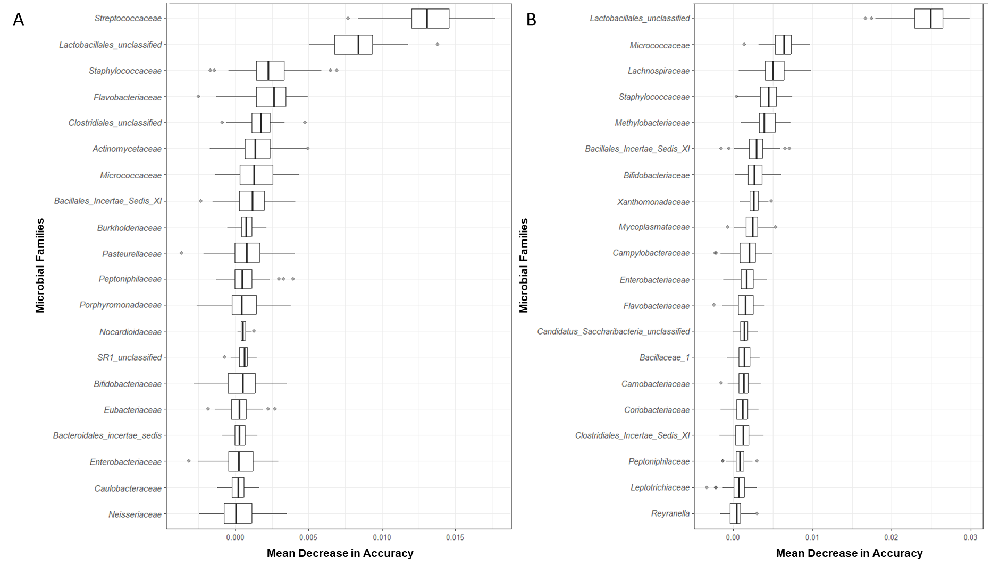 A
Streptococcaceae
Lactobacillales_unclassified
Staphylococcaceae
Flavobacteriaceae
Clostridiales_unclassified
Actinomycetaceae
Micrococcaceae
Bacillales_Incertae_Sedis_XI
Burkholderiaceae
Pasteurellaceae
Peptoniphilaceae
Porphyromonadaceae
Nocardioidaceae
SR1_unclassified
Bifidobacteriaceae
Eubacteriaceae
Bacteroidales_incertae_sedis
Enterobacteriaceae
Caulobacteraceae
Neisseriaceae
Microbial Families
0.000 0.005 0.010 0.015
Mean Decrease in Accuracy
B
Lactobacillales_unclassified
Micrococcaceae
Lachnospiraceae
Staphylococcaceae
Methylobacteriaceae
Bacillales_Incertae_Sedis_XI
Bifidobacteriaceae
Xanthomonadaceae
Mycoplasmataceae
Campylobacteraceae
Enterobacteriaceae
Flavobacteriaceae
Candidatus_Saccharibacteria_unclassified
Bacillaceae_1
Carnobacteriaceae
Coriobacteriaceae
Clostridiales_Incertae_Sedis_XI
Peptoniphilaceae
Leptotrichiaceae
Reyranella
Microbial Families
0.00 0.01 0.02 0.03
Mean Decrease in Accuracy